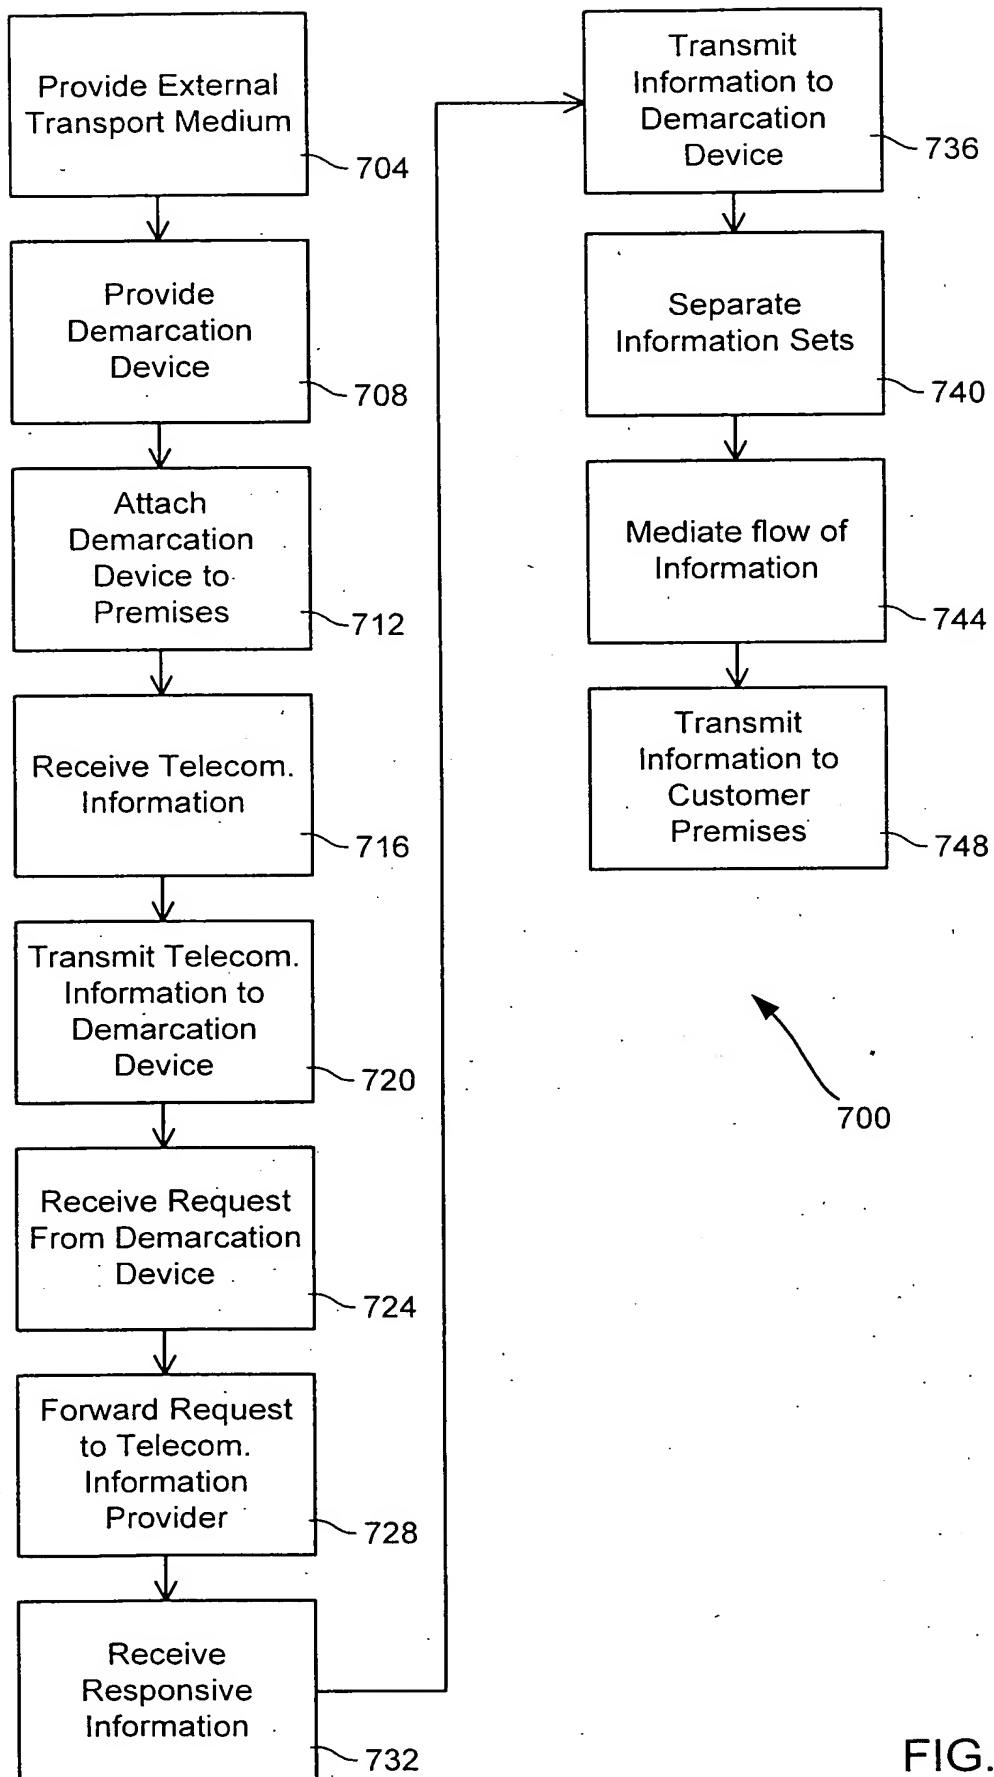 Provide External
Transport Medium
704
Provide
Demarcation
Device
708
Attach
Demarcation
Device to
Premises
712
Receive Telecom.
Information
716
Transmit Telecom.
Information to
Demarcation
Device
720
Receive Request
From Demarcation
Device
724
Forward Request
to Telecom.
Information
Provider
728
Receive
Responsive
Information
732
Transmit
Information to
Demarcation
Device
736
Separate
Information Sets
740
Mediate flow of
Information
744
Transmit
Information to
Customer
Premises
748
700
FIG.